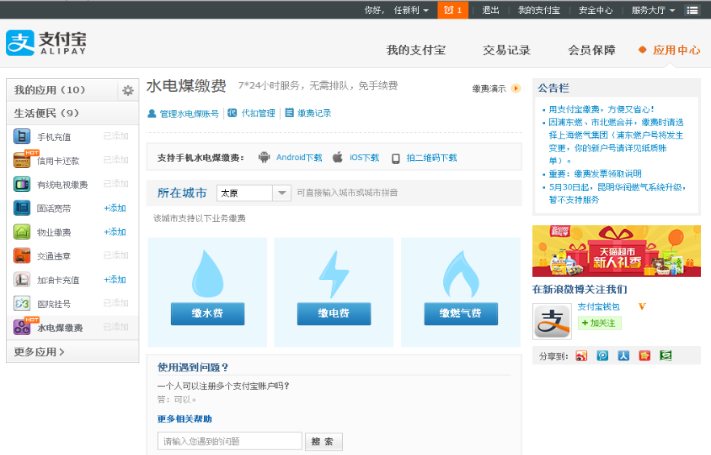 你好， 任新利
1
退出
我的支付宝
安全中心
服务大厅
支付宝
ALIPAY
我的支付宝
交易记录
会员保障
应用中心
我的应用（10）
生活便民（9）
手机充值 已添加
HOT
信用卡还款 已添加
有线电视缴费 已添加
固话宽带 +添加
物业缴费 +添加
交通违章 已添加
加油卡充值 +添加
医院挂号 已添加
HOT
水电煤缴费 已添加
更多应用 >
水电煤缴费 7*24小时服务，无需排队，免手续费
缴费演示
管理水电煤账号
代扣管理
缴费记录
支持手机水电煤缴费：
Android下载
iOS下载
拍二维码下载
所在城市
太原
可直接输入城市或城市拼音
该城市支持以下业务缴费
缴水费
缴电费
缴燃气费
使用遇到问题？
一个人可以注册多个支付宝账户吗？
答：可以。
更多相关帮助
请输入您遇到的问题
搜 索
公告栏
用支付宝缴费，方便又省心！
因浦东燃、市北燃合并，缴费时请选
择上海燃气集团（浦东燃户号将发生
变更，你的新户号请详见纸质账
单）。
重要：缴费发票领取说明
5月30日起，昆明华润燃气系统升级，
暂不支持服务
天猫超市
新人礼香
在新浪微博关注我们
支付宝钱包
V
+加关注
分享到：